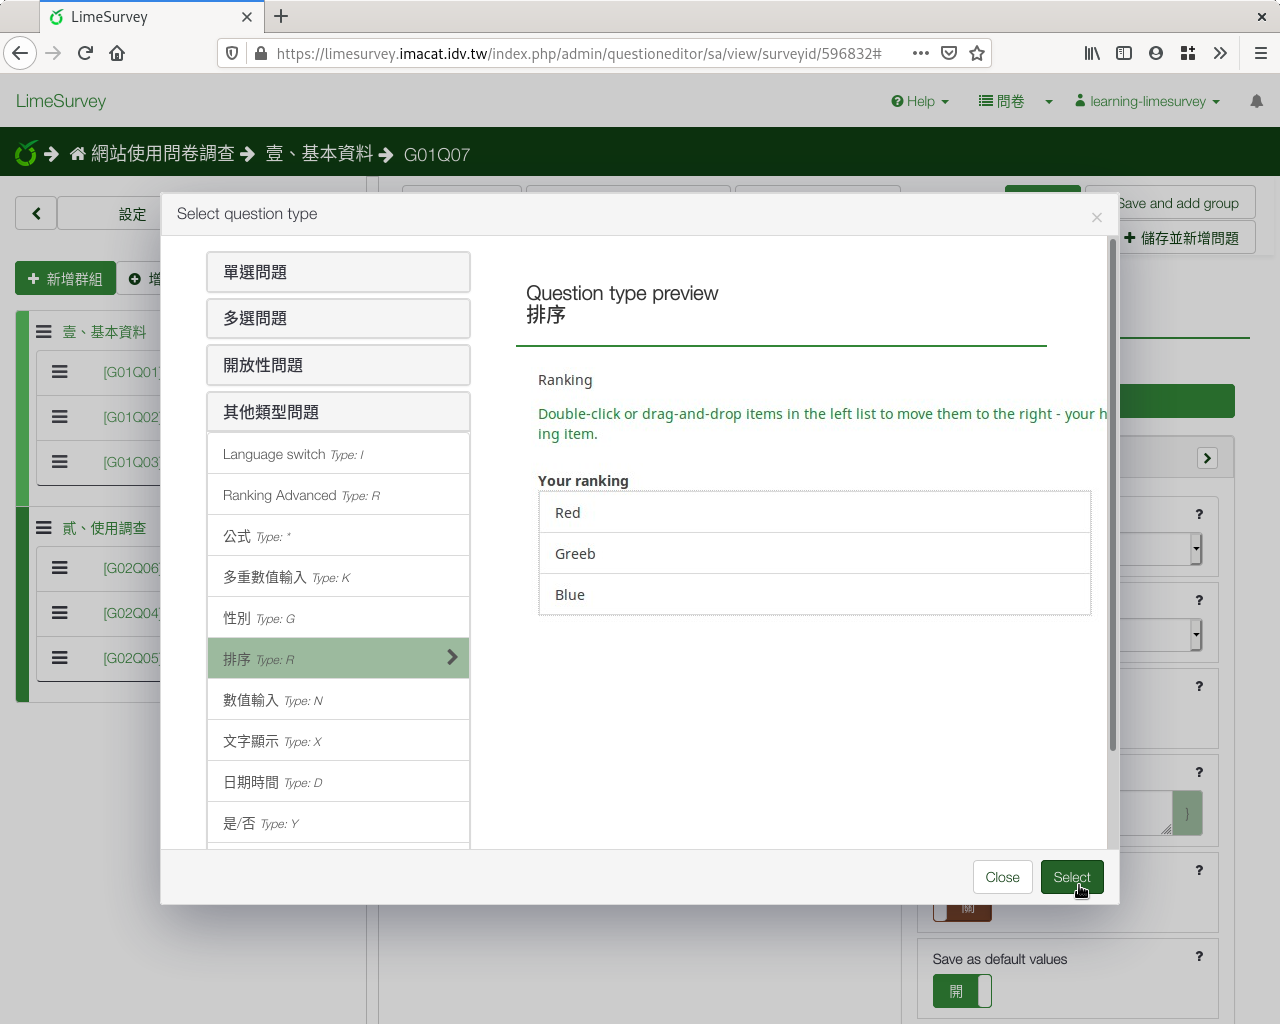 LimeSurvey
https://limesurvey.imacat.idv.tw/index.php/admin/questioneditor/sa/view/surveyid/596832#
LimeSurvey
Help
問卷
learning-limesurvey
網站使用問卷調查
壹、基本資料
G01Q07
設定
Save and add group
儲存並新增問題
新增群組
增
壹、基本資料
[G01Q01]
[G01Q02]
[G01Q03]
貳、使用調查
[G02Q06]
[G02Q04]
[G02Q05]
Select question type
×
單選問題
多選問題
開放性問題
其他類型問題
Language switch Type: I
Ranking Advanced Type: R
公式 Type: *
多重數值輸入 Type: K
性別 Type: G
排序 Type: R
數值輸入 Type: N
文字顯示 Type: X
日期時間 Type: D
是/否 Type: Y
Question type preview
排序
Ranking
Double-click or drag-and-drop items in the left list to move them to the right - your h
ing item.
Your ranking
Red
Greeb
Blue
Close
Select
?
?
?
?
}
?
關
Save as default values
?
開